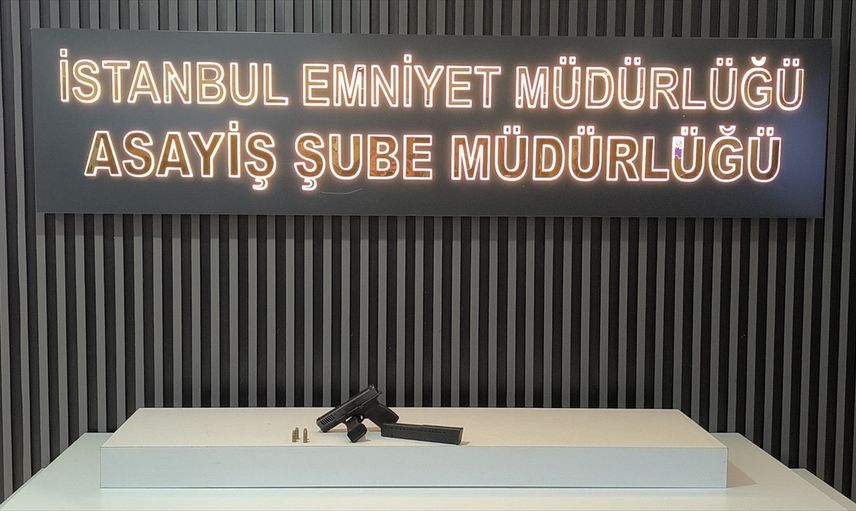 İSTANBUL EMNİYET MÜDÜRLÜĞÜ
ASAYİŞ ŞUBE MÜDÜRLÜĞÜ